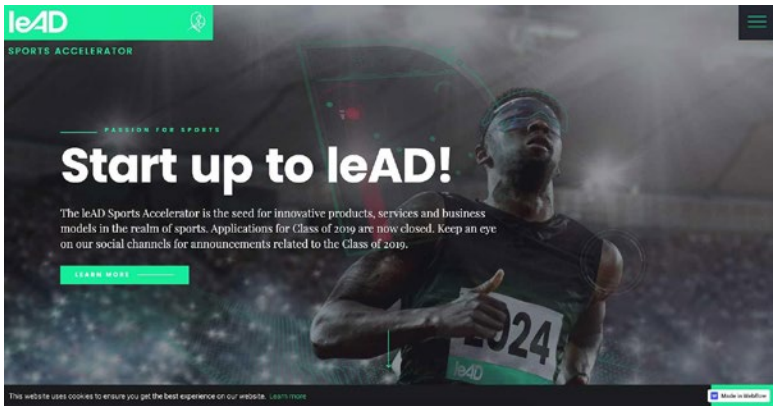 leAD
SPORTS ACCELERATOR
PASSION FOR SPORTS
Start up to leAD!
The leAD Sports Accelerator is the seed for innovative products, services and business
models in the realm of sports. Applications for Class of 2019 are now closed. Keep an eye
on our social channels for announcements related to the Class of 2019.
LEARN MORE
2024
leAD
This website uses cookies to ensure you get the best experience on our website. Learn more
Made in Webflow